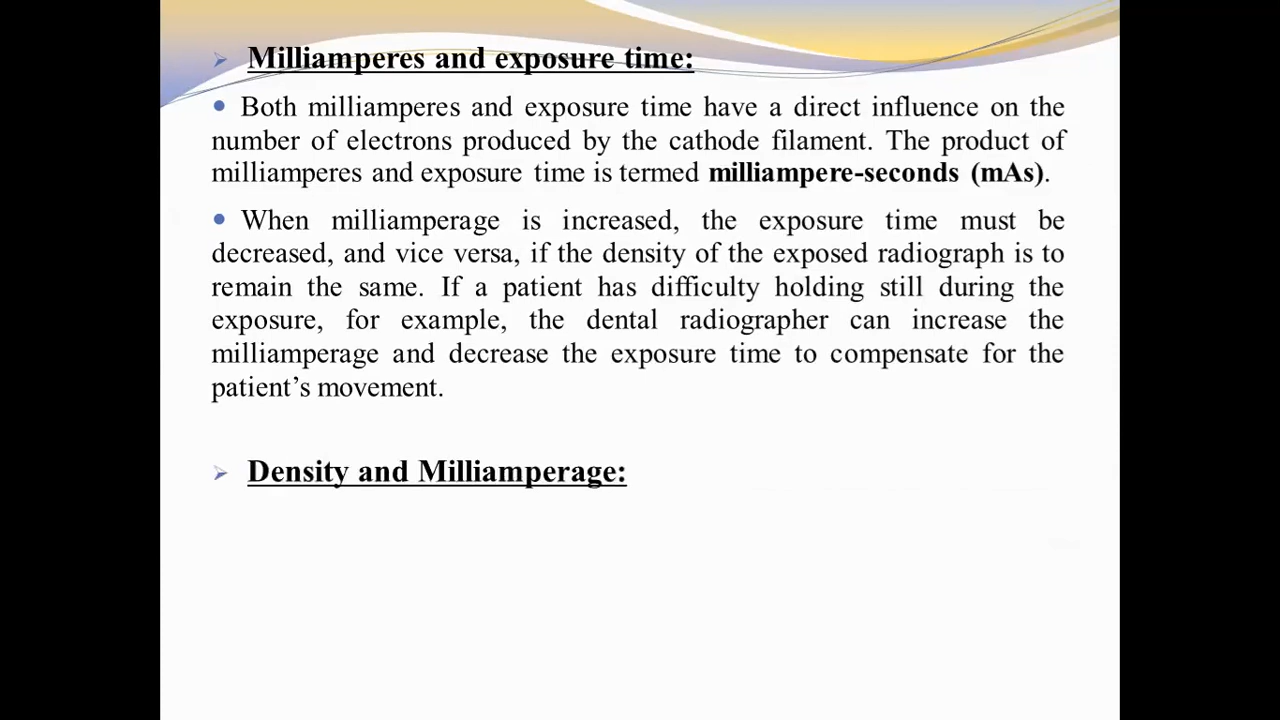 ➢ Milliamperes and exposure time:
• Both milliamperes and exposure time have a direct influence on the
number of electrons produced by the cathode filament. The product of
milliamperes and exposure time is termed milliampere-seconds (mAs).
• When milliamperage is increased, the exposure time must be
decreased, and vice versa, if the density of the exposed radiograph is to
remain the same. If a patient has difficulty holding still during the
exposure, for example, the dental radiographer can increase the
milliamperage and decrease the exposure time to compensate for the
patient’s movement.
➢ Density and Milliamperage: